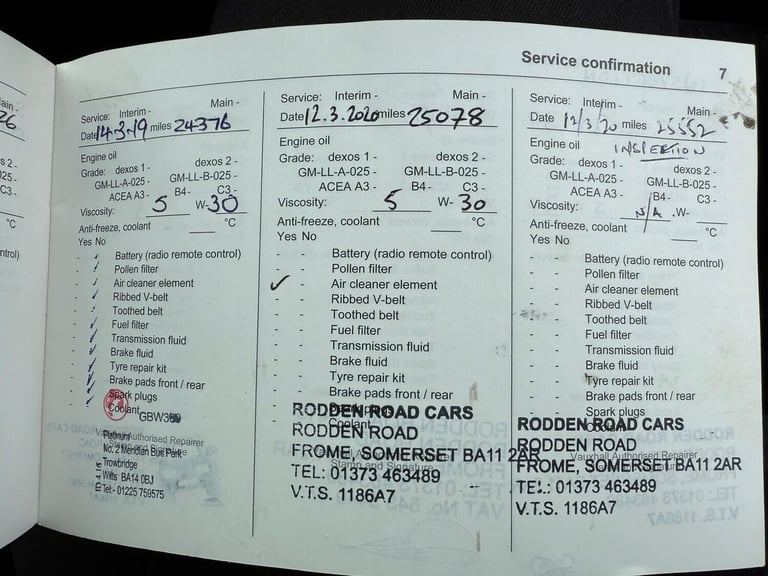 Service confirmation 7
Service: Interim - Main -
Date 14-3-19 miles 24376
Engine oil
Grade: dexos 1 - dexos 2 -
GM-LL-A-025 - GM-LL-B-025 -
ACEA A3 - B4- C3-
Viscosity: 5 W- 30
Anti-freeze, coolant °C
Yes No
- Battery (radio remote control)
- Pollen filter
- Air cleaner element
- Ribbed V-belt
- Toothed belt
- Fuel filter
- Transmission fluid
- Brake fluid
- Tyre repair kit
- Brake pads front / rear
- Spark plugs
- Coolant
Authorised Repairer
Stamp and Signature
Platinum
No. 2 Meridian Bus Park
Trowbridge
Wilts BA14 0BJ
Tel:- 01225 759575
Service: Interim - Main -
Date 12.3.2020 miles 25078
Engine oil
Grade: dexos 1 - dexos 2 -
GM-LL-A-025 - GM-LL-B-025 -
ACEA A3 - B4- C3-
Viscosity: 5 W- 30
Anti-freeze, coolant °C
Yes No
- - Battery (radio remote control)
- - Pollen filter
✓ - Air cleaner element
- - Ribbed V-belt
- - Toothed belt
- - Fuel filter
- - Transmission fluid
- - Brake fluid
- - Tyre repair kit
- - Brake pads front / rear
Coolant
RODDEN ROAD CARS
RODDEN ROAD
FROME, SOMERSET BA11 2AR
Stamp and Signature
TEL: 01373 463489
V.T.S. 1186A7
Service: Interim - Main -
Date 12/3/20 miles 25552
Engine oil INSPECTION
Grade: dexos 1 - dexos 2 -
GM-LL-A-025 - GM-LL-B-025 -
ACEA A3 - B4- C3-
Viscosity: N/A .W-
Anti-freeze, coolant °C
Yes No
- - Battery (radio remote control)
- - Pollen filter
- - Air cleaner element
- - Ribbed V-belt
- - Toothed belt
- - Fuel filter
- - Transmission fluid
- - Brake fluid
- - Tyre repair kit
- - Brake pads front / rear
- - Spark plugs
RODDEN ROAD CARS
RODDEN ROAD
Vauxhall Authorised Repairer
FROME, SOMERSET BA11 2AR
TEL: 01373 463489
V.T.S. 1186A7